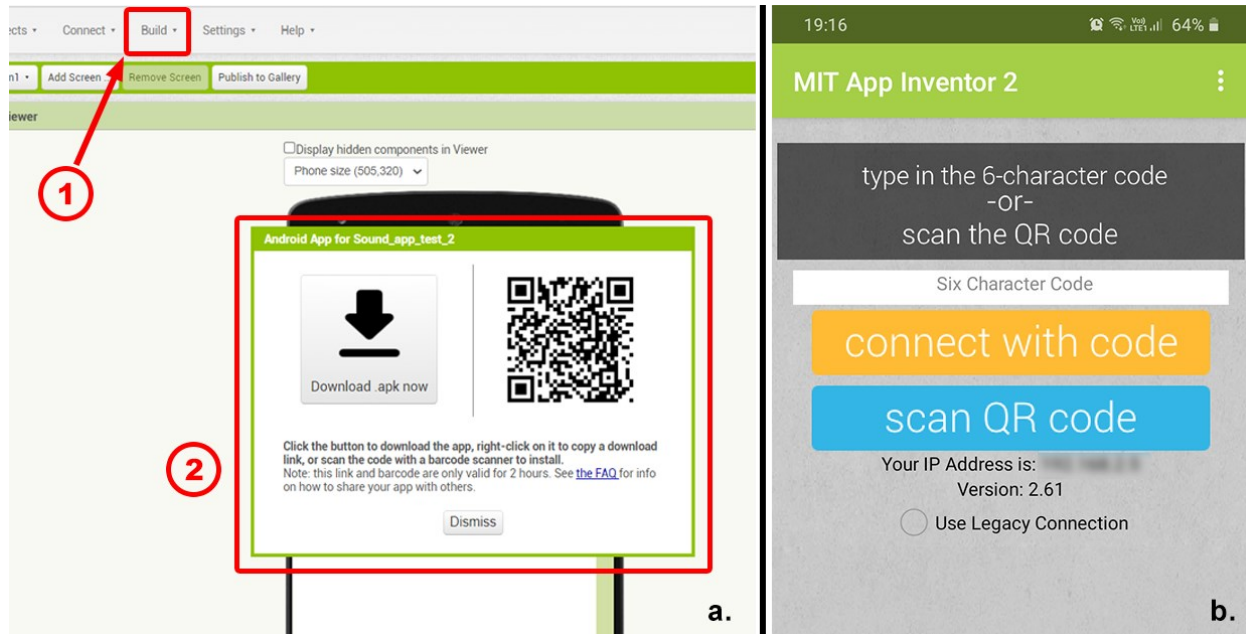 ects ▾ Connect ▾ Build ▾ Settings ▾ Help ▾
n1 ▾ Add Screen ... Remove Screen Publish to Gallery
iewer
1
Display hidden components in Viewer
Phone size (505,320)
Android App for Sound_app_test_2
Download .apk now
2
Click the button to download the app, right-click on it to copy a download
link, or scan the code with a barcode scanner to install.
Note: this link and barcode are only valid for 2 hours. See the FAQ for info
on how to share your app with others.
Dismiss
a.
19:16 Vo)) LTE1 64%
MIT App Inventor 2
type in the 6-character code
-or-
scan the QR code
Six Character Code
connect with code
scan QR code
Your IP Address is:
Version: 2.61
Use Legacy Connection
b.